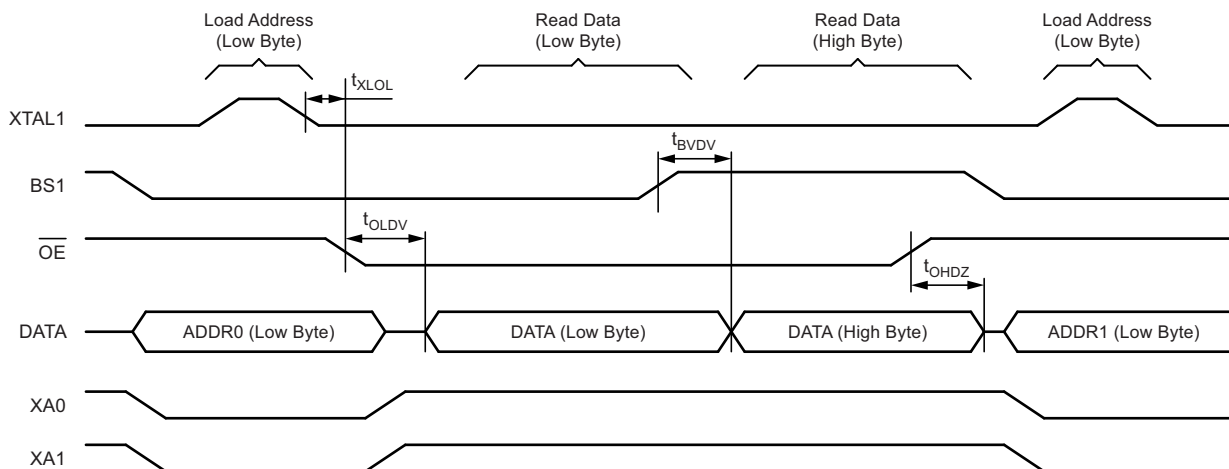 Load Address
(Low Byte)
Read Data
(Low Byte)
Read Data
(High Byte)
Load Address
(Low Byte)
tXLOL
XTAL1
tBVDV
BS1
tOLDV
OE
tOHDZ
DATA
ADDR0 (Low Byte)
DATA (Low Byte)
DATA (High Byte)
ADDR1 (Low Byte)
XA0
XA1